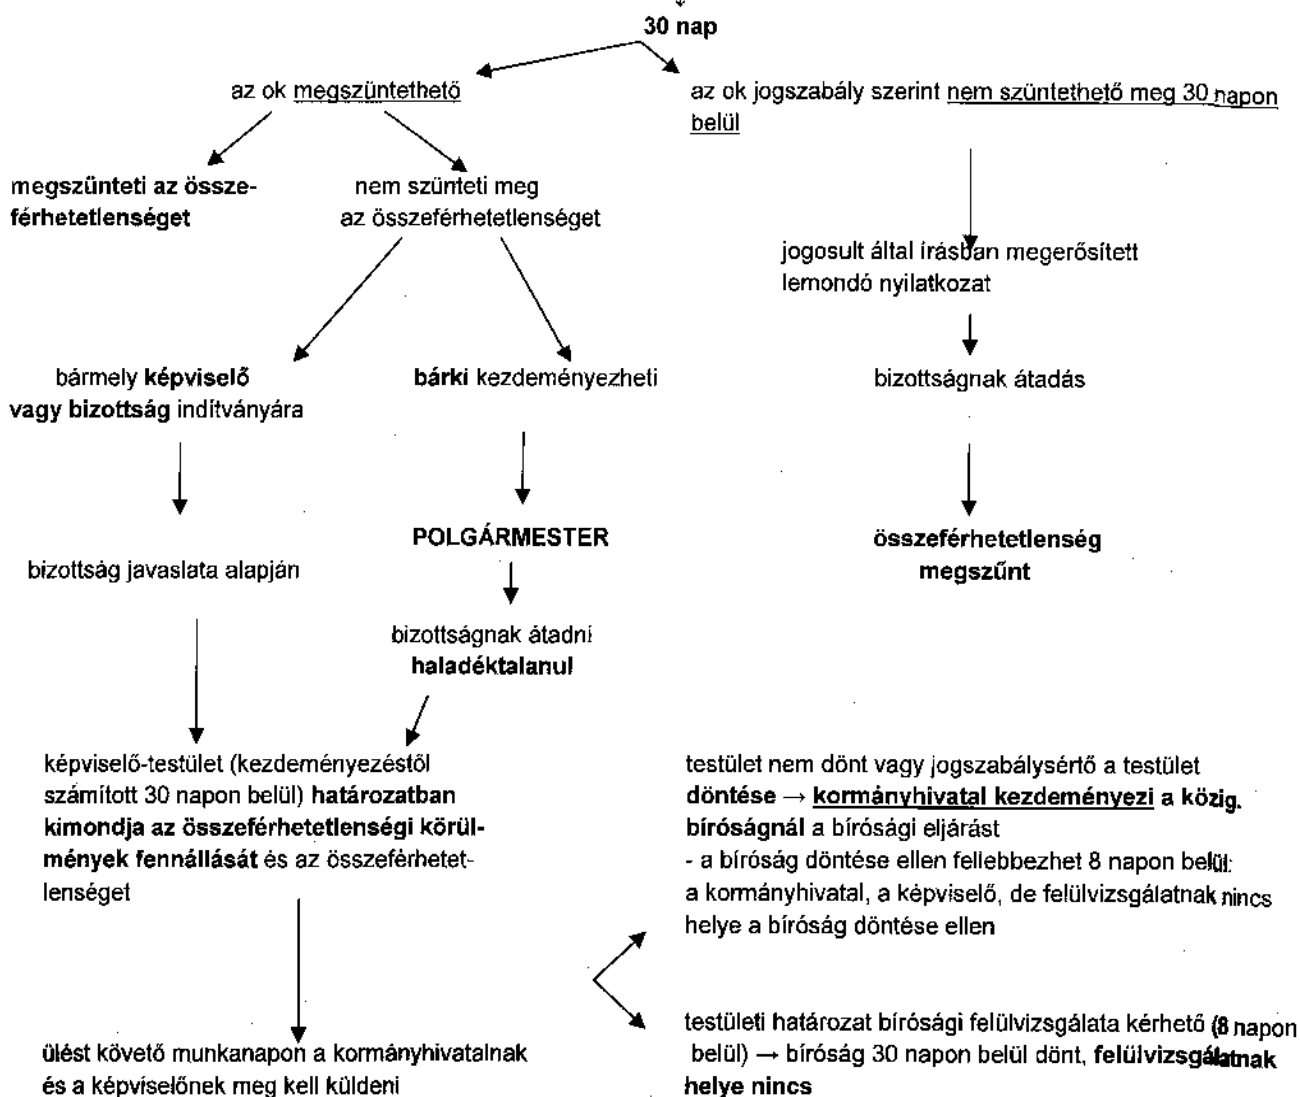 30 nap
az ok megszüntethető
az ok jogszabály szerint nem szüntethető meg 30 napon
belül
megszünteti az össze-
férhetetlenséget
nem szünteti meg
az összeférhetetlenséget
jogosult által írásban megerősített
lemondó nyilatkozat
bármely képviselő
vagy bizottság indítványára
bárki kezdeményezheti
bizottságnak átadás
POLGÁRMESTER
összeférhetetlenség
megszűnt
bizottság javaslata alapján
bizottságnak átadni
haladéktalanul
képviselő-testület (kezdeményezéstől
számított 30 napon belül) határozatban
kimondja az összeférhetetlenségi körül-
mények fennállását és az összeférhetet-
lenséget
testület nem dönt vagy jogszabálysértő a testület
döntése → kormányhivatal kezdeményezi a közig.
bíróságnál a bírósági eljárást
- a bíróság döntése ellen fellebbezhet 8 napon belül:
a kormányhivatal, a képviselő, de felülvizsgálatnak nincs
helye a bíróság döntése ellen
ülést követő munkanapon a kormányhivatalnak
és a képviselőnek meg kell küldeni
testületi határozat bírósági felülvizsgálata kérhető (8 napon
belül) → bíróság 30 napon belül dönt, felülvizsgálatnak
helye nincs